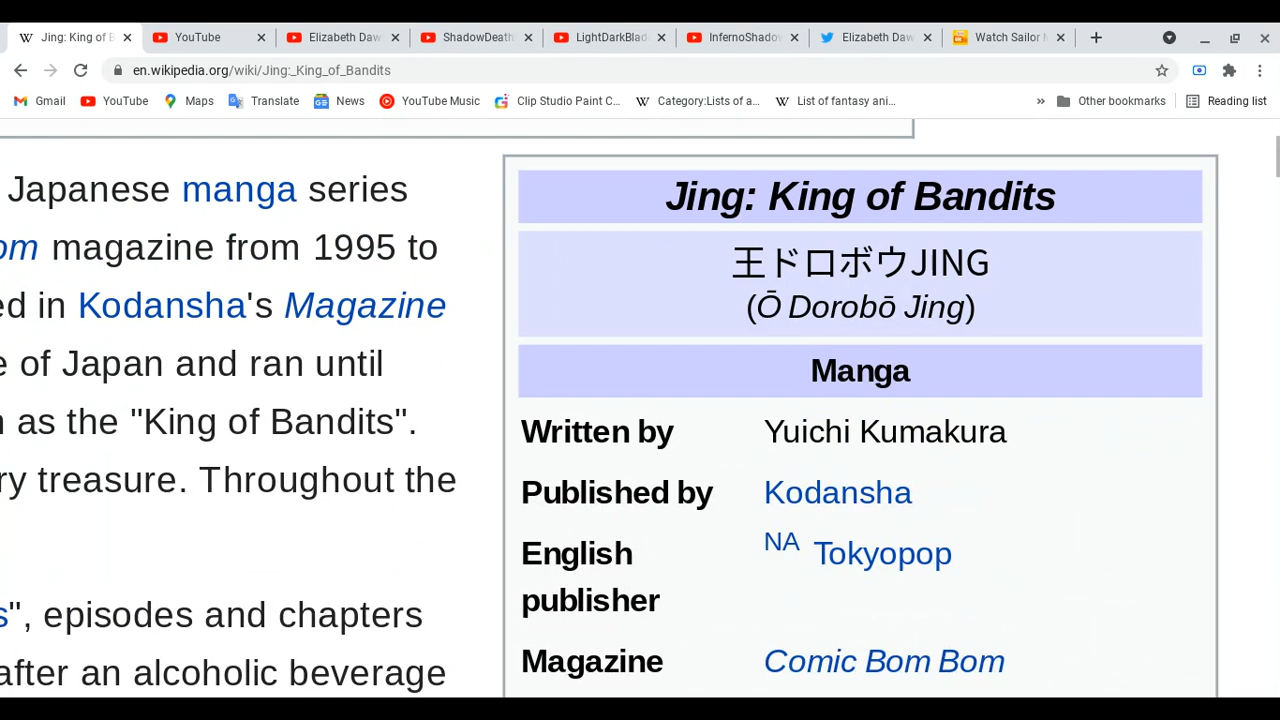 Jing: King of B
YouTube
Elizabeth Daw
ShadowDeath
LightDarkBlad
InfernoShado
Elizabeth Daw
Watch Sailor M
en.wikipedia.org/wiki/Jing:_King_of_Bandits
Gmail
YouTube
Maps
Translate
News
YouTube Music
Clip Studio Paint C...
Category:Lists of a...
List of fantasy ani...
»
Other bookmarks
Reading list
Japanese manga series
om magazine from 1995 to
ed in Kodansha's Magazine
e of Japan and ran until
n as the "King of Bandits".
ry treasure. Throughout the
s", episodes and chapters
after an alcoholic beverage
Jing: King of Bandits
王ドロボウJING
(Ō Dorobō Jing)
Manga
Written by Yuichi Kumakura
Published by Kodansha
English publisher NA Tokyopop
Magazine Comic Bom Bom